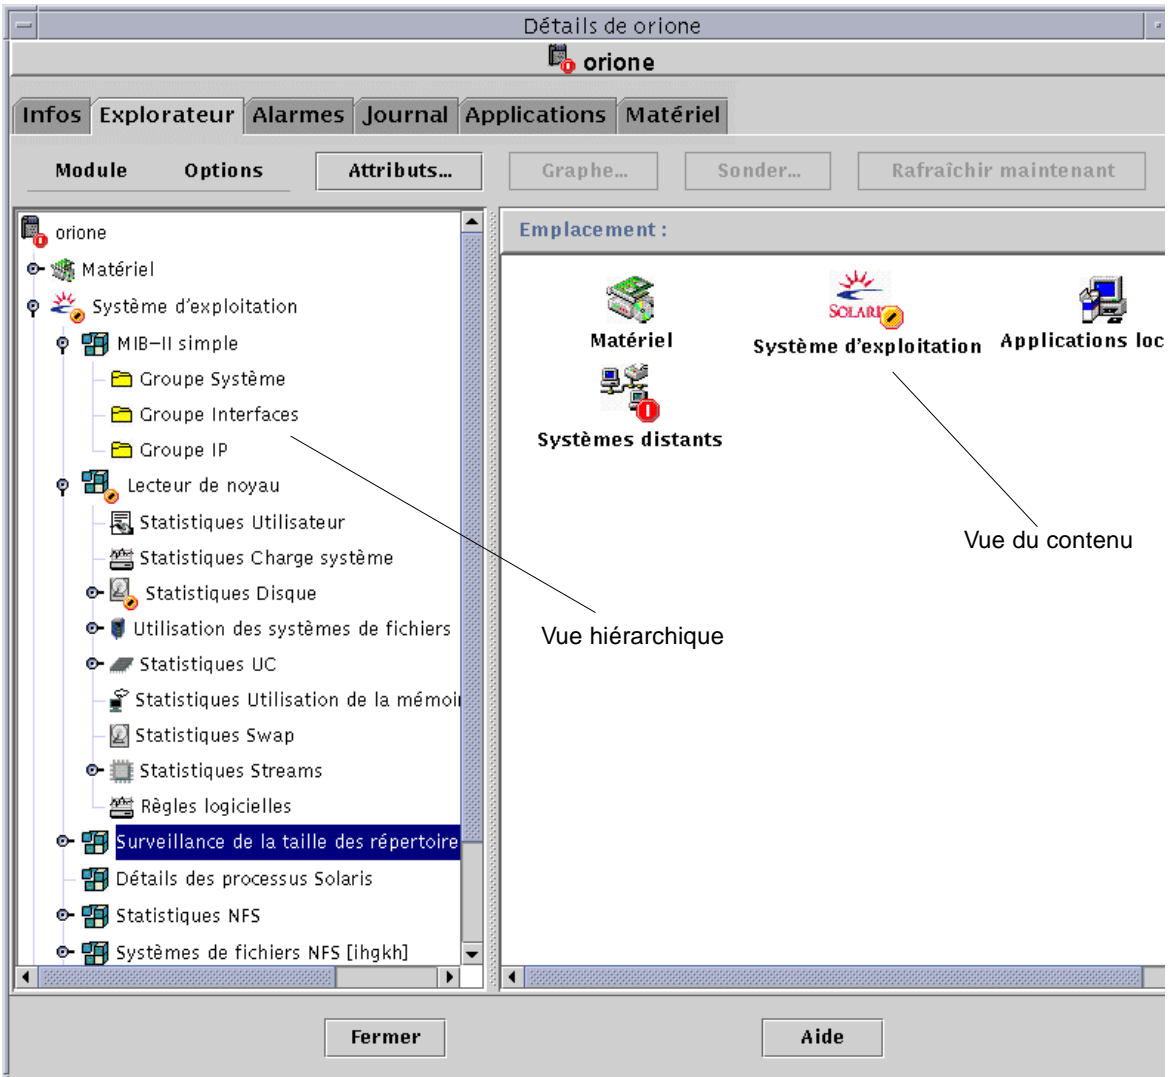 Détails de orione
orione
Infos Explorateur Alarmes Journal Applications Matériel
Module Options Attributs... Graphe... Sonder... Rafraîchir maintenant
orione
Matériel
Système d'exploitation
MIB-II simple
Groupe Système
Groupe Interfaces
Groupe IP
Lecteur de noyau
Statistiques Utilisateur
Statistiques Charge système
Statistiques Disque
Utilisation des systèmes de fichiers
Statistiques UC
Statistiques Utilisation de la mémoi
Statistiques Swap
Statistiques Streams
Règles logicielles
Surveillance de la taille des répertoire
Détails des processus Solaris
Statistiques NFS
Systèmes de fichiers NFS [ihgkh]
Emplacement :
Matériel
SOLARIS
Système d'exploitation
Applications loc
Systèmes distants
Vue du contenu
Vue hiérarchique
Fermer Aide